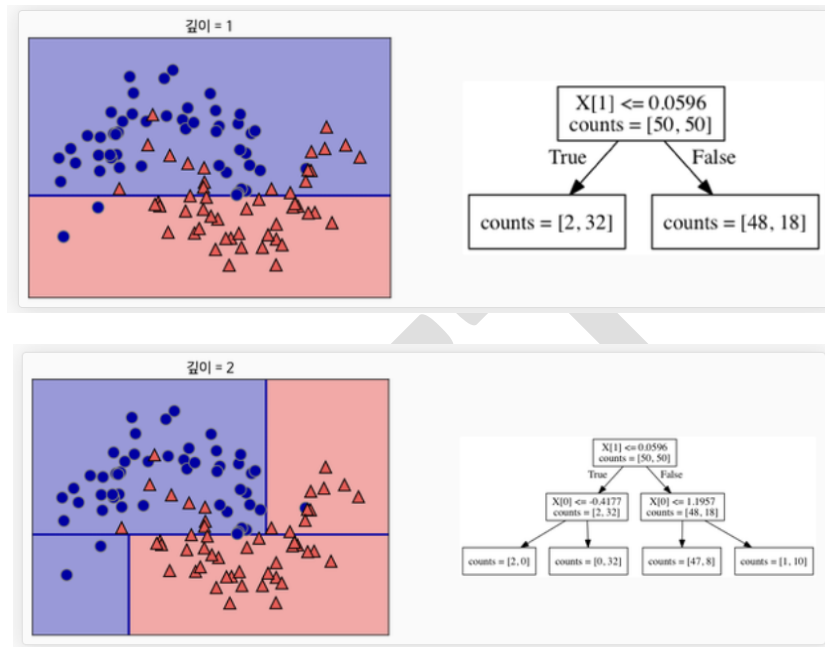 깊이 = 1
X[1] <= 0.0596
counts = [50, 50]
True
False
counts = [2, 32]
counts = [48, 18]
깊이 = 2
X[1] <= 0.0596
counts = [50, 50]
True
False
X[0] <= -0.4177
counts = [2, 32]
X[0] <= 1.1957
counts = [48, 18]
counts = [2, 0]
counts = [0, 32]
counts = [47, 8]
counts = [1, 10]